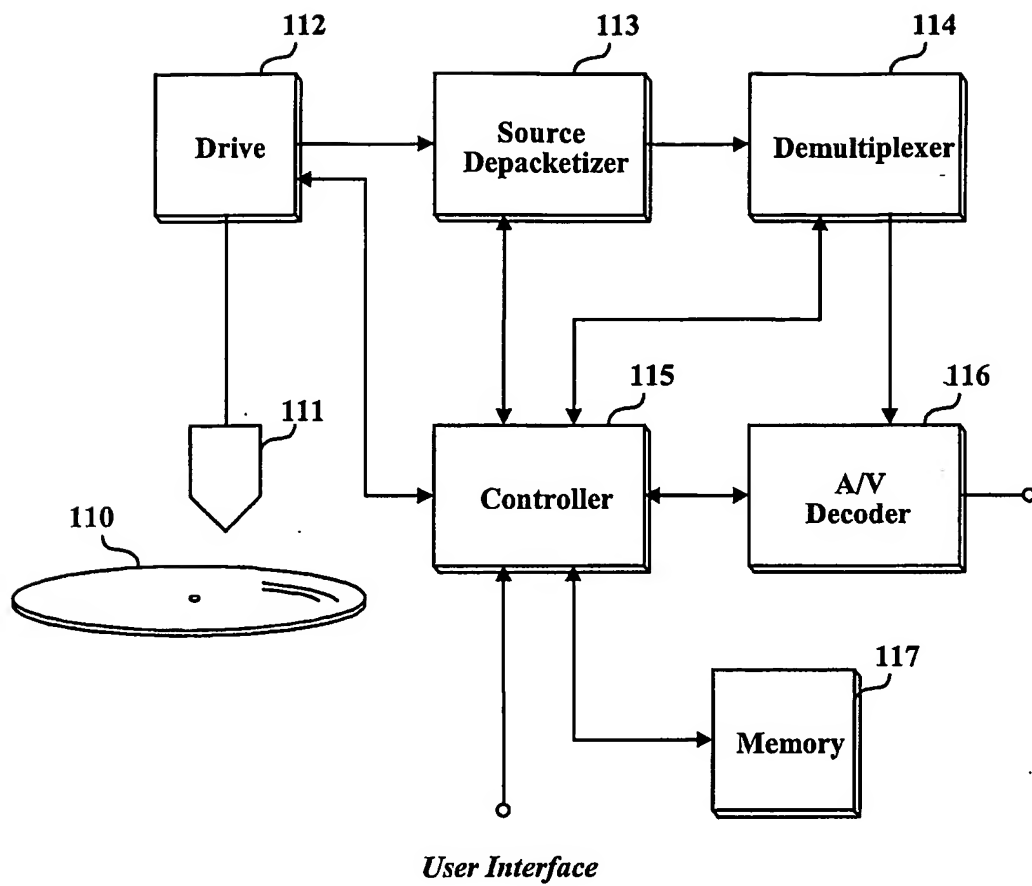 112
113
114
Drive
Source
Depacketizer
Demultiplexer
111
115
116
110
Controller
A/V
Decoder
117
Memory
User Interface